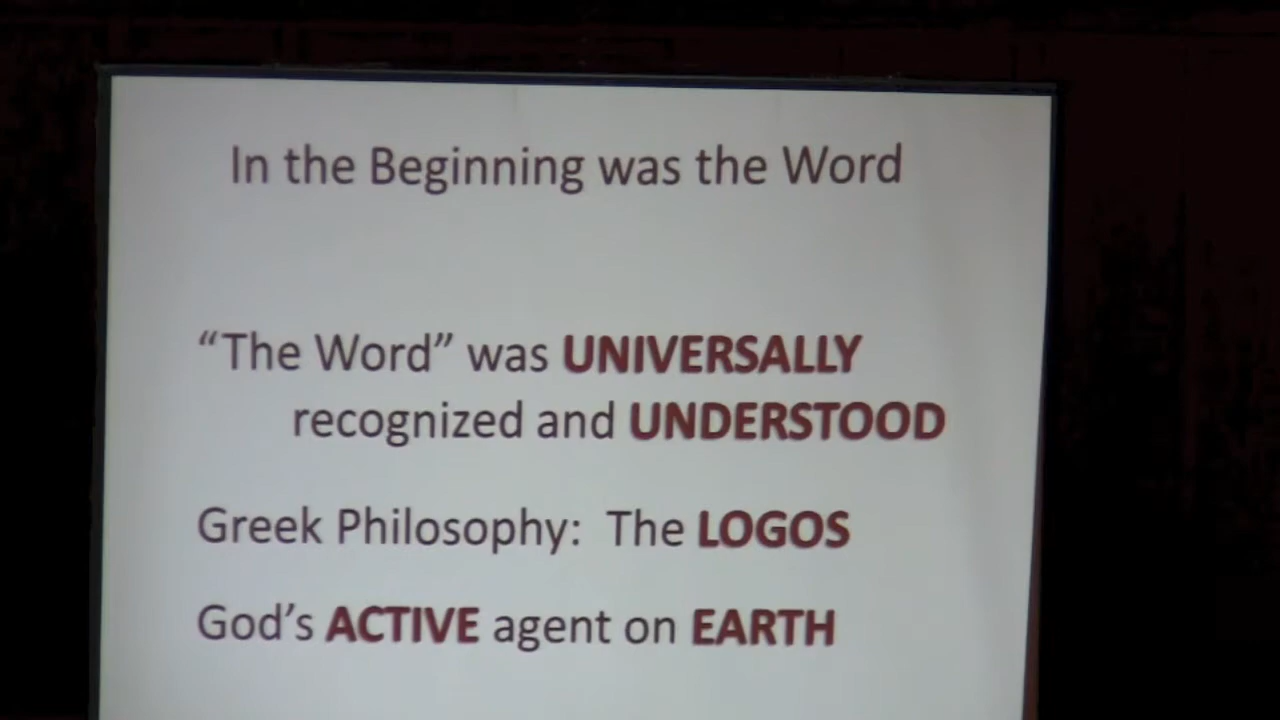 In the Beginning was the Word
“The Word” was UNIVERSALLY
recognized and UNDERSTOOD
Greek Philosophy: The LOGOS
God’s ACTIVE agent on EARTH